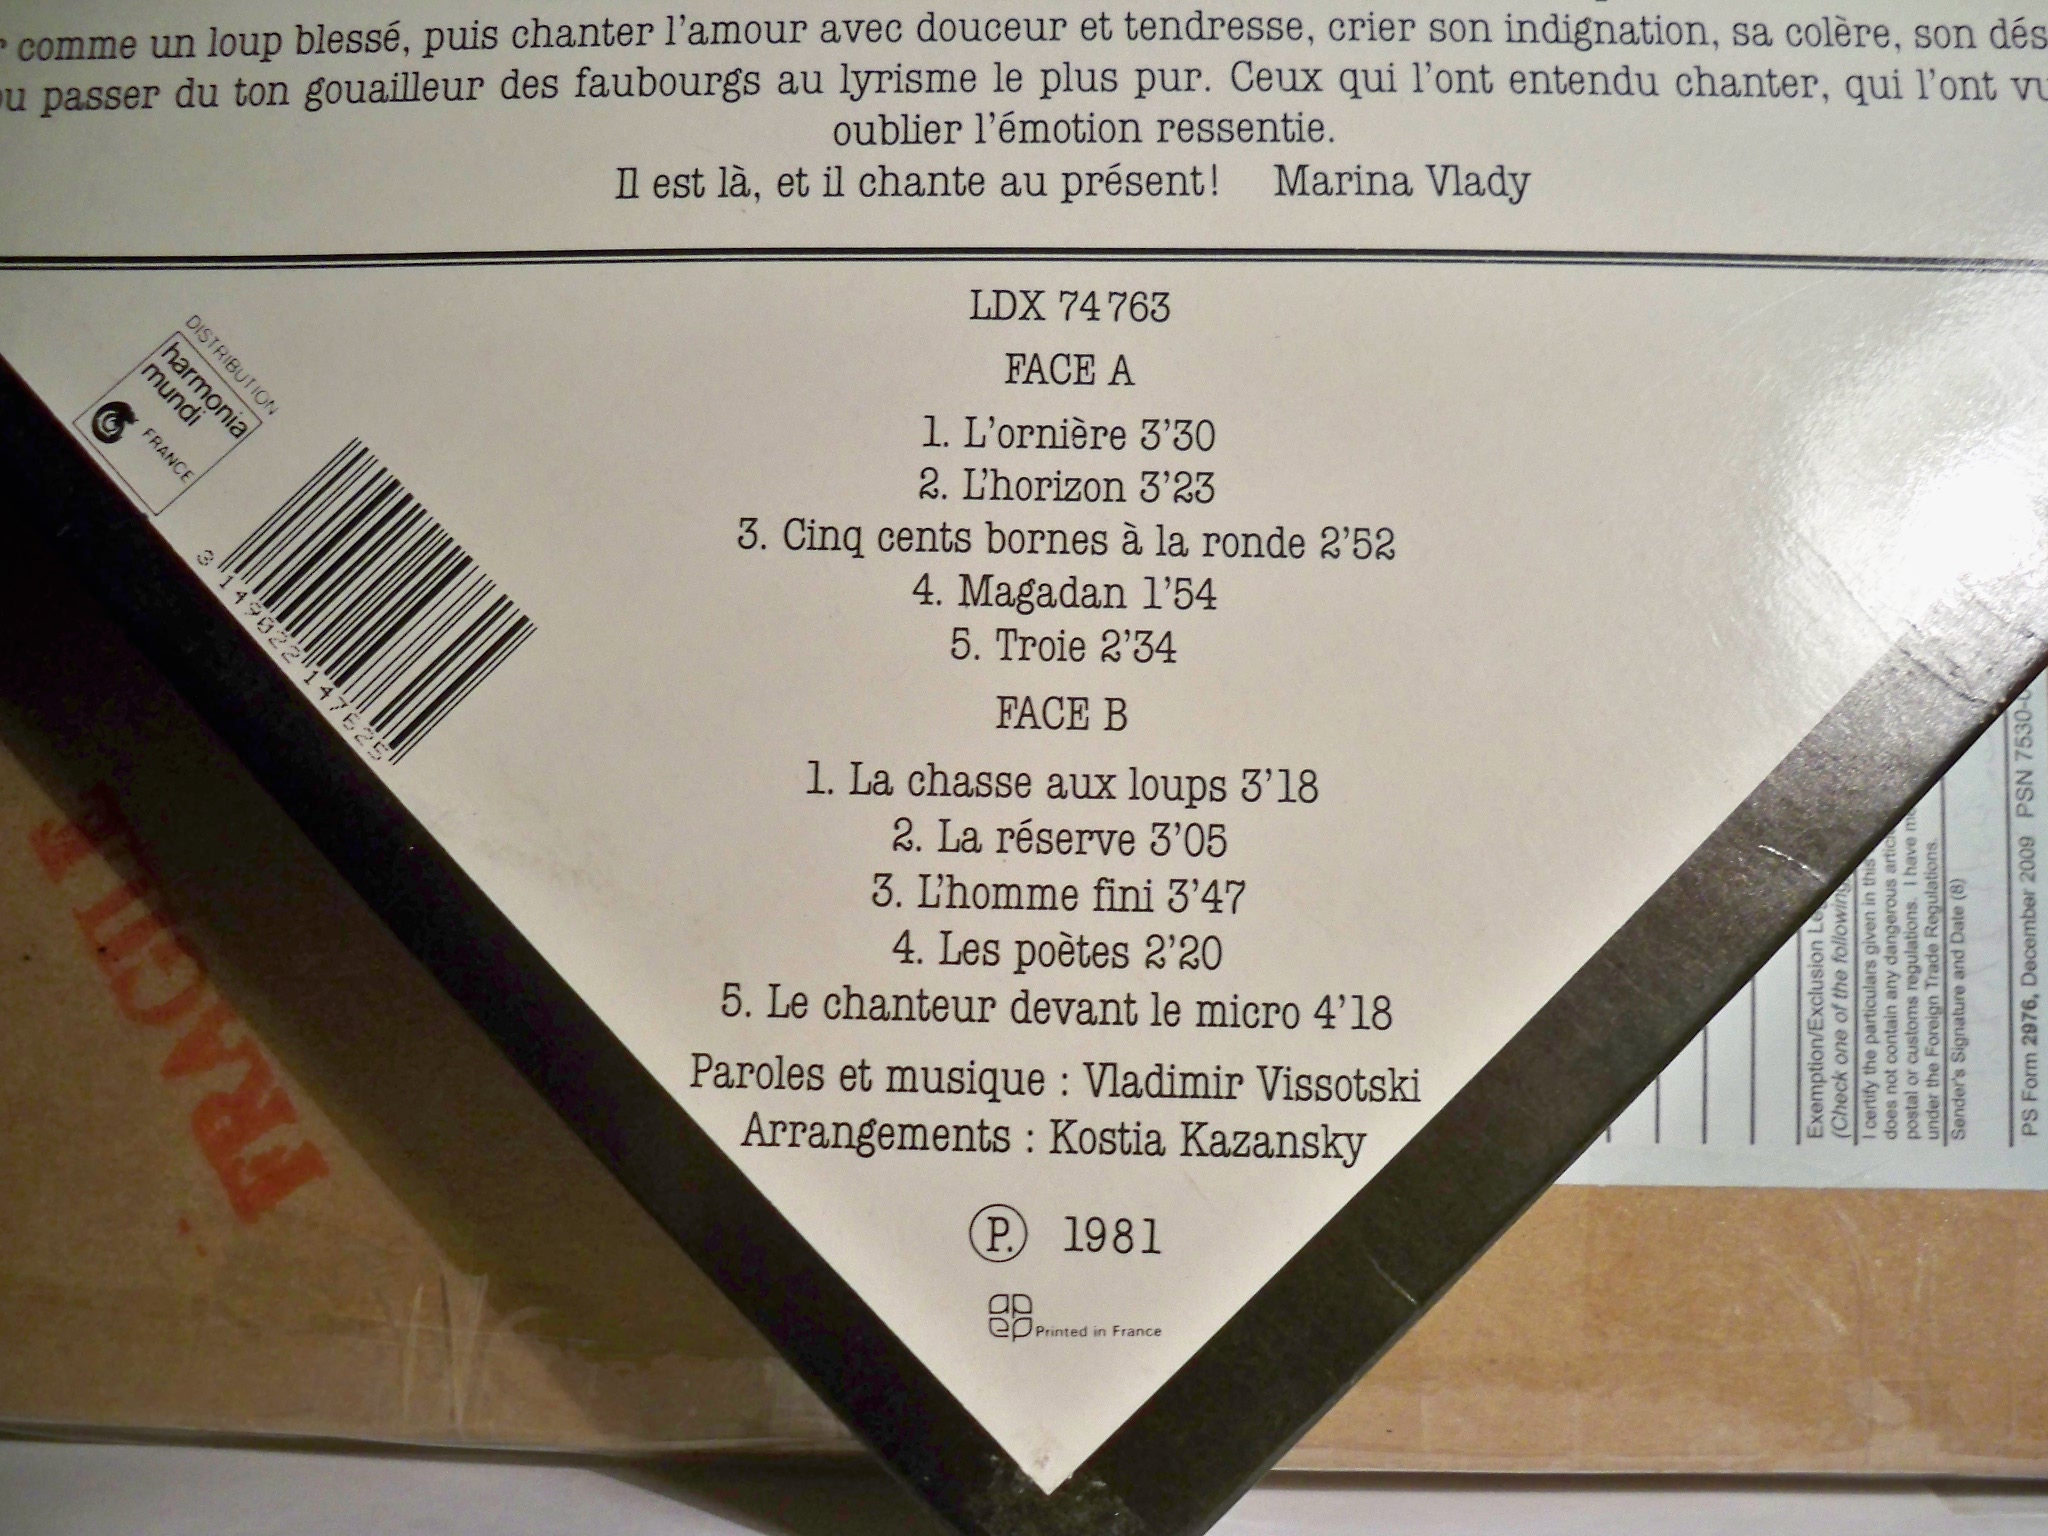 comme un loup blessé, puis chanter l'amour avec douceur et tendresse, crier son indignation, sa colère, son
passer du ton gouailleur des faubourgs au lyrisme le plus pur. Ceux qui l'ont entendu chanter, qui l'ont
oublier l'émotion ressentie.
Il est là, et il chante au présent! Marina Vlady
LDX 74763
DISTRIBUTION
harmonia
mundi
FRANCE
3 149022 147625
FACE A
1. L'ornière 3'30
2. L'horizon 3'23
3. Cinq cents bornes à la ronde 2'52
4. Magadan 1'54
5. Troie 2'34
FACE B
1. La chasse aux loups 3'18
2. La réserve 3'05
3. L'homme fini 3'47
4. Les poètes 2'20
5. Le chanteur devant le micro 4'18
Paroles et musique : Vladimir Vissotski
Arrangements : Kostia Kazansky
Ⓟ. 1981
apep Printed in France
FRAGILE
Exemption/Exclusion
(Check one of the following
I certify the particulars given in this
does not contain any dangerous
postal or customs regulations. I have
under the Foreign Trade Regulations.
Sender's Signature and Date (8)
PS Form 2976, December 2009 PSN